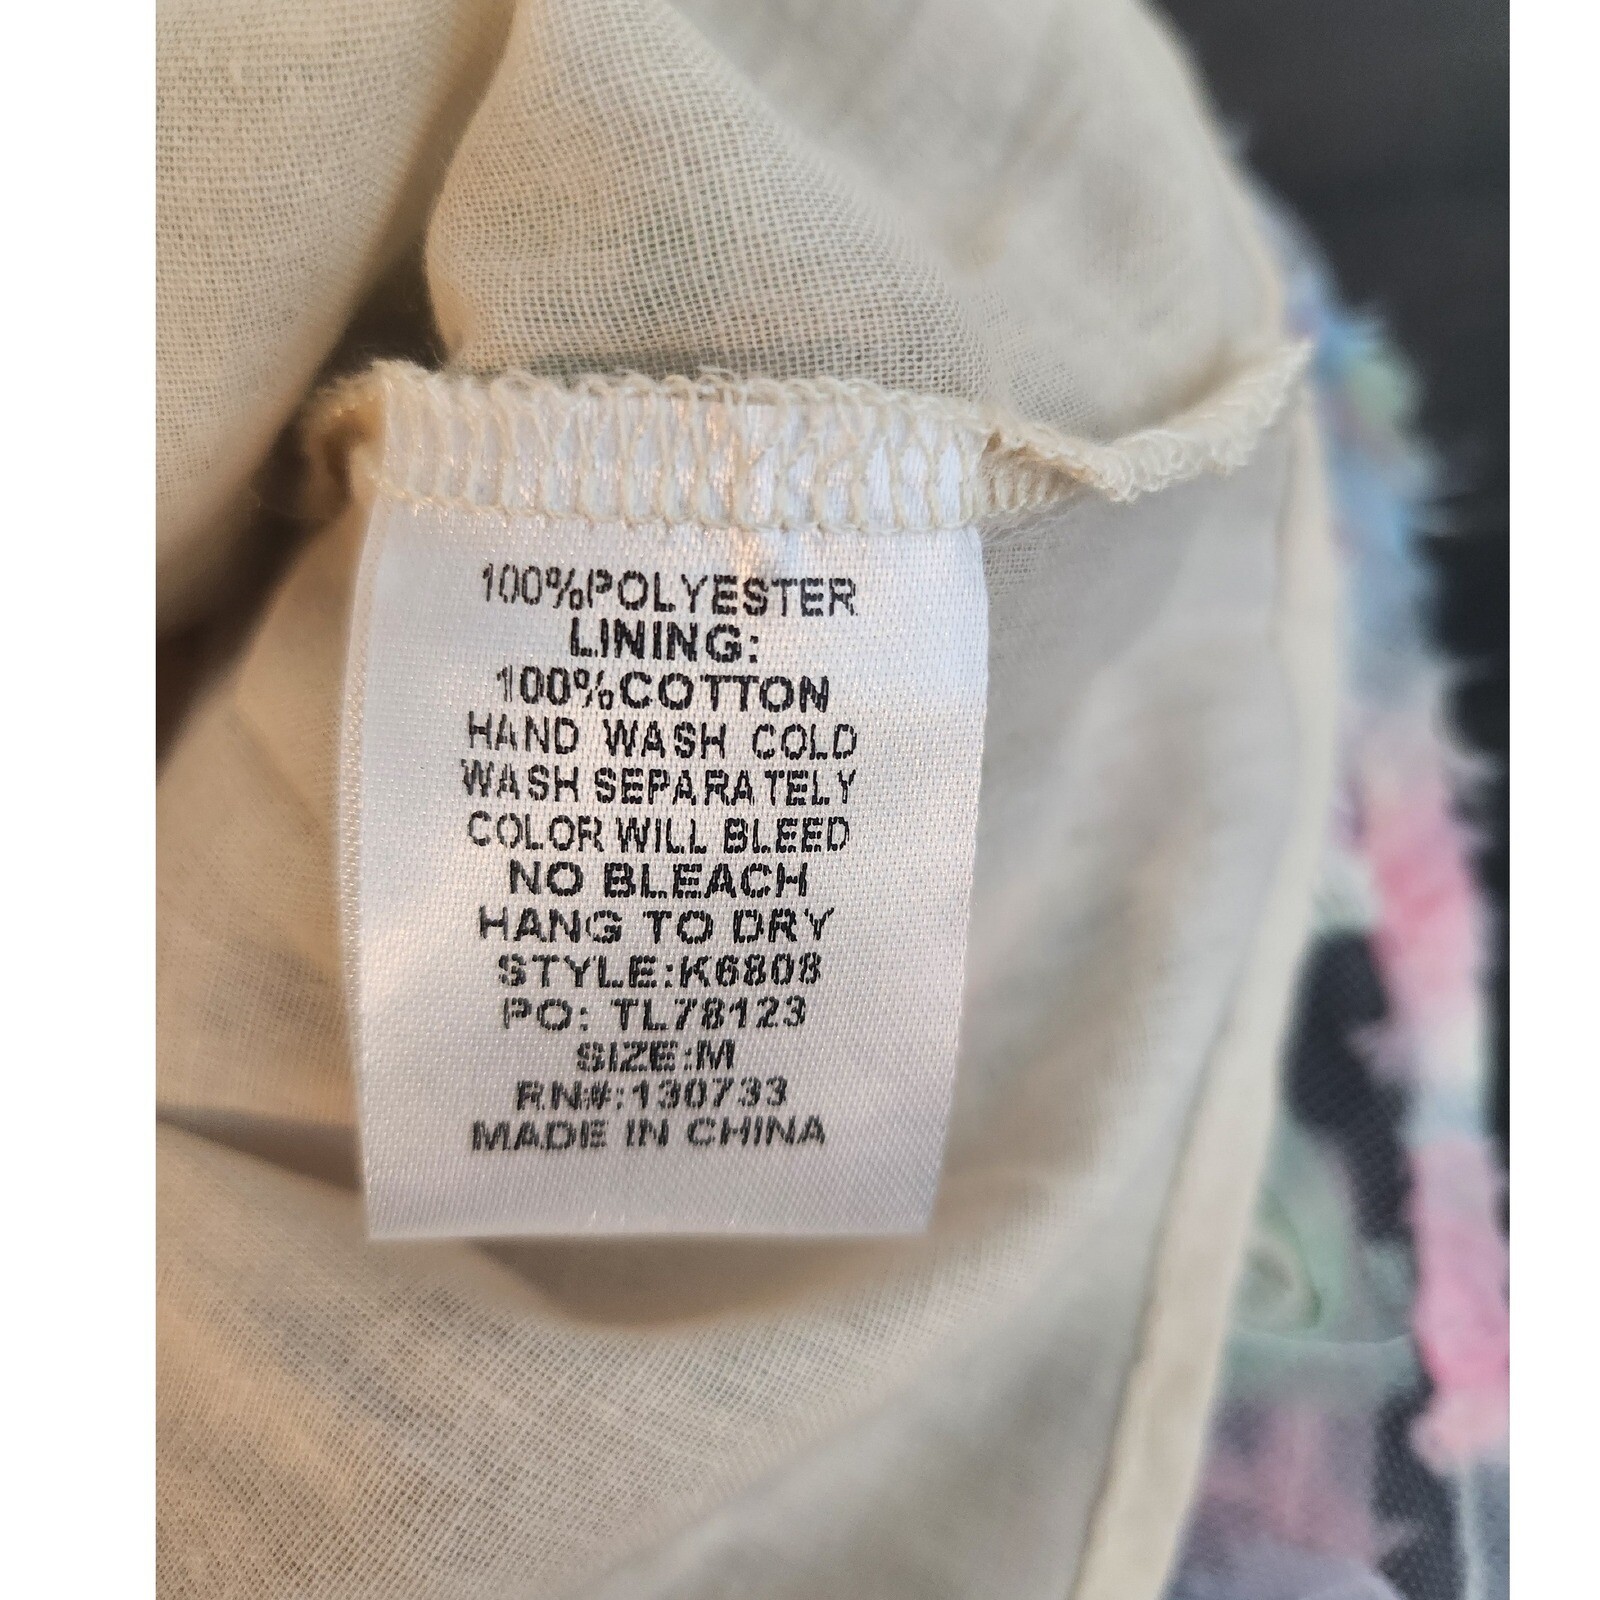 100%POLYESTER
LINING:
100%COTTON
HAND WASH COLD
WASH SEPARATELY
COLOR WILL BLEED
NO BLEACH
HANG TO DRY
STYLE:K6808
PO: TL78123
SIZE:M
RN#:130733
MADE IN CHINA